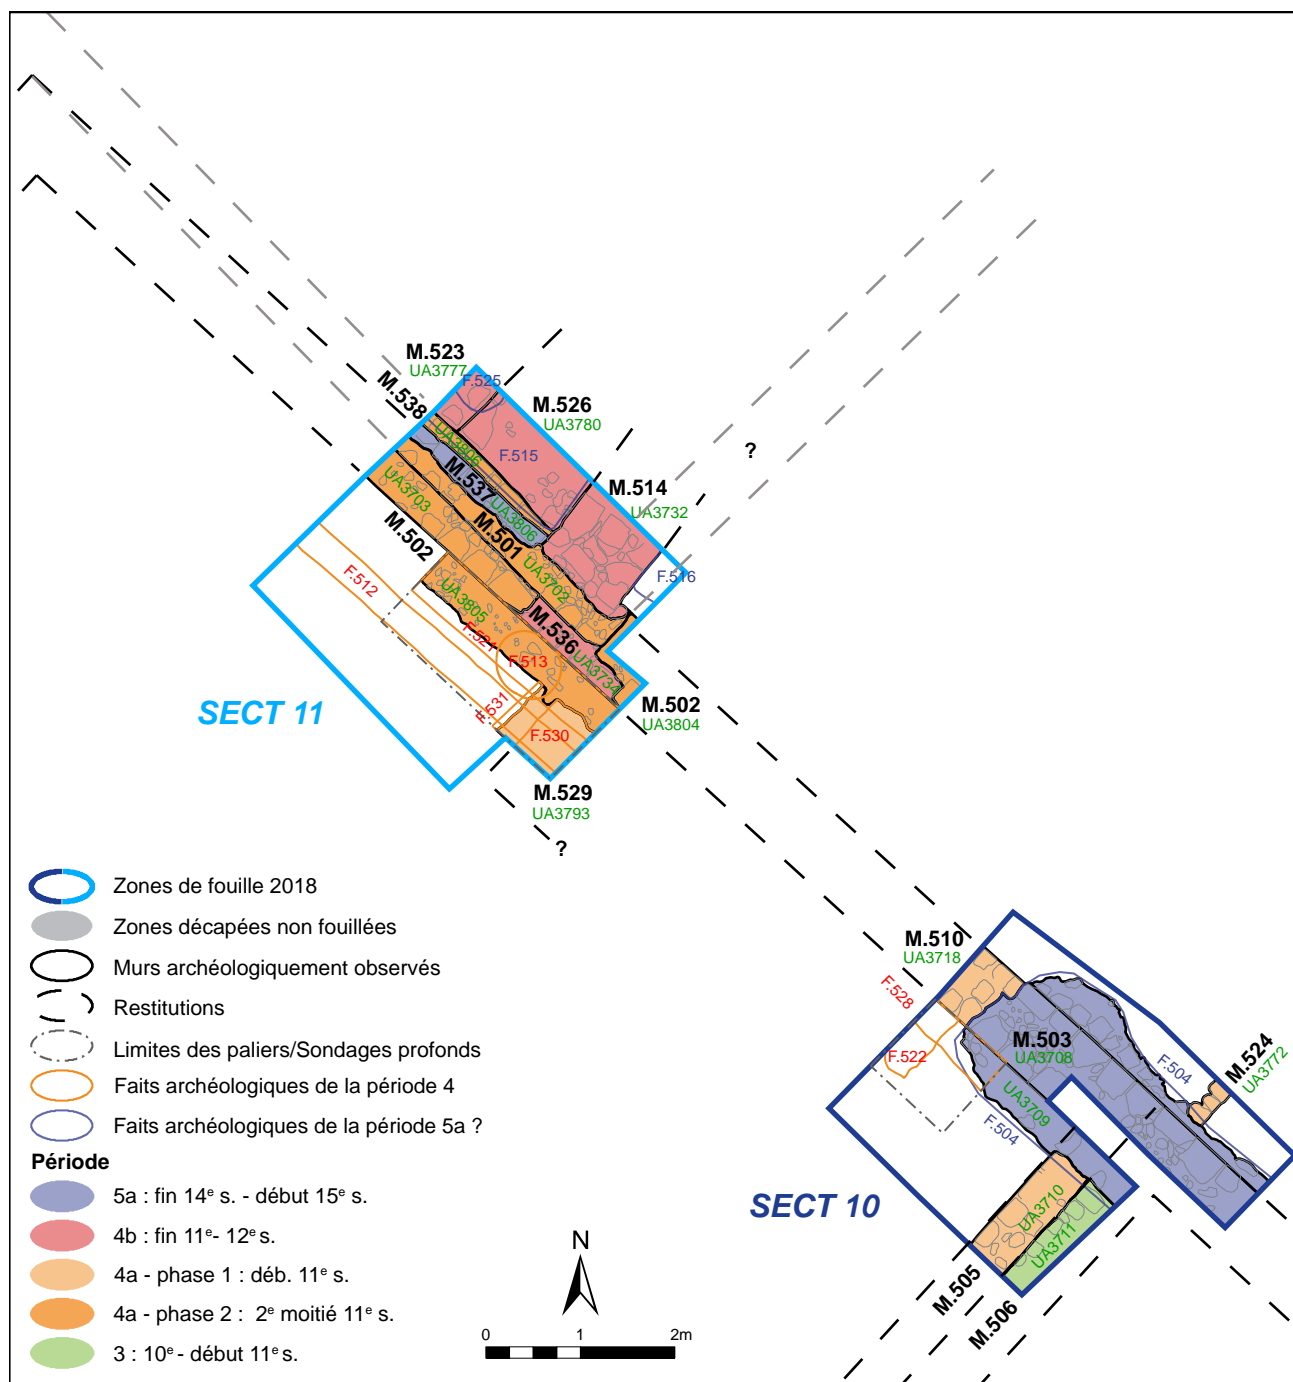 M.523
UA3777
F.525
M.538
M.526
UA3780
UA3806
F.515
M.537
M.514
UA3732
UA3703
UA3806
M.501
M.502
UA3702
F.516
?
F.512
UA3805
M.536
F.521
F.513
UA3734
SECT 11
F.531
M.502
UA3804
F.530
M.529
UA3793
?
M.510
UA3718
F.528
M.503
UA3708
F.522
F.504
M.524
UA3772
UA3709
F.504
SECT 10
UA3710
UA3711
M.505
M.506
Zones de fouille 2018
Zones décapées non fouillées
Murs archéologiquement observés
Restitutions
Limites des paliers/Sondages profonds
Faits archéologiques de la période 4
Faits archéologiques de la période 5a ?
Période
5a : fin 14e s. - début 15e s.
4b : fin 11e- 12e s.
4a - phase 1 : déb. 11e s.
4a - phase 2 : 2e moitié 11e s.
3 : 10e - début 11e s.
N
0 1 2m